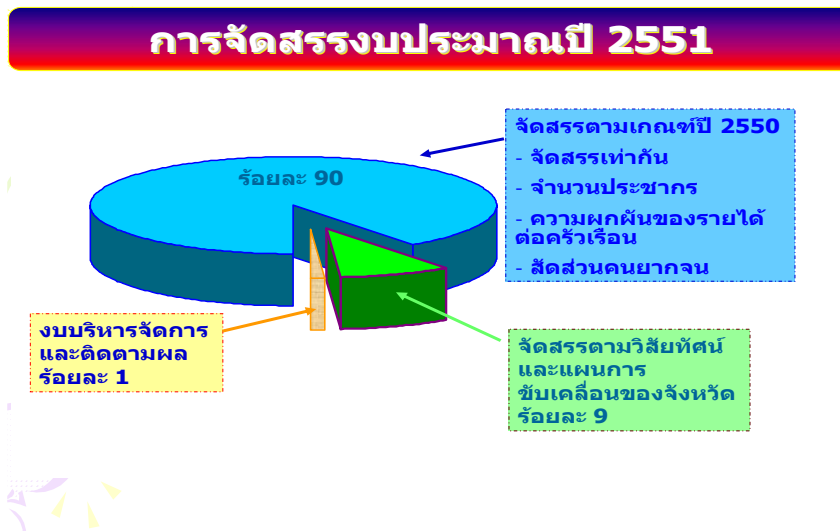 การจัดสรรงบประมาณปี 2551
ร้อยละ 90
จัดสรรตามเกณฑ์ปี 2550
- จัดสรรเท่ากัน
- จำนวนประชากร
- ความผกผันของรายได้
ต่อครัวเรือน
- สัดส่วนคนยากจน
งบบริหารจัดการ
และติดตามผล
ร้อยละ 1
จัดสรรตามวิสัยทัศน์
และแผนการ
ขับเคลื่อนของจังหวัด
ร้อยละ 9